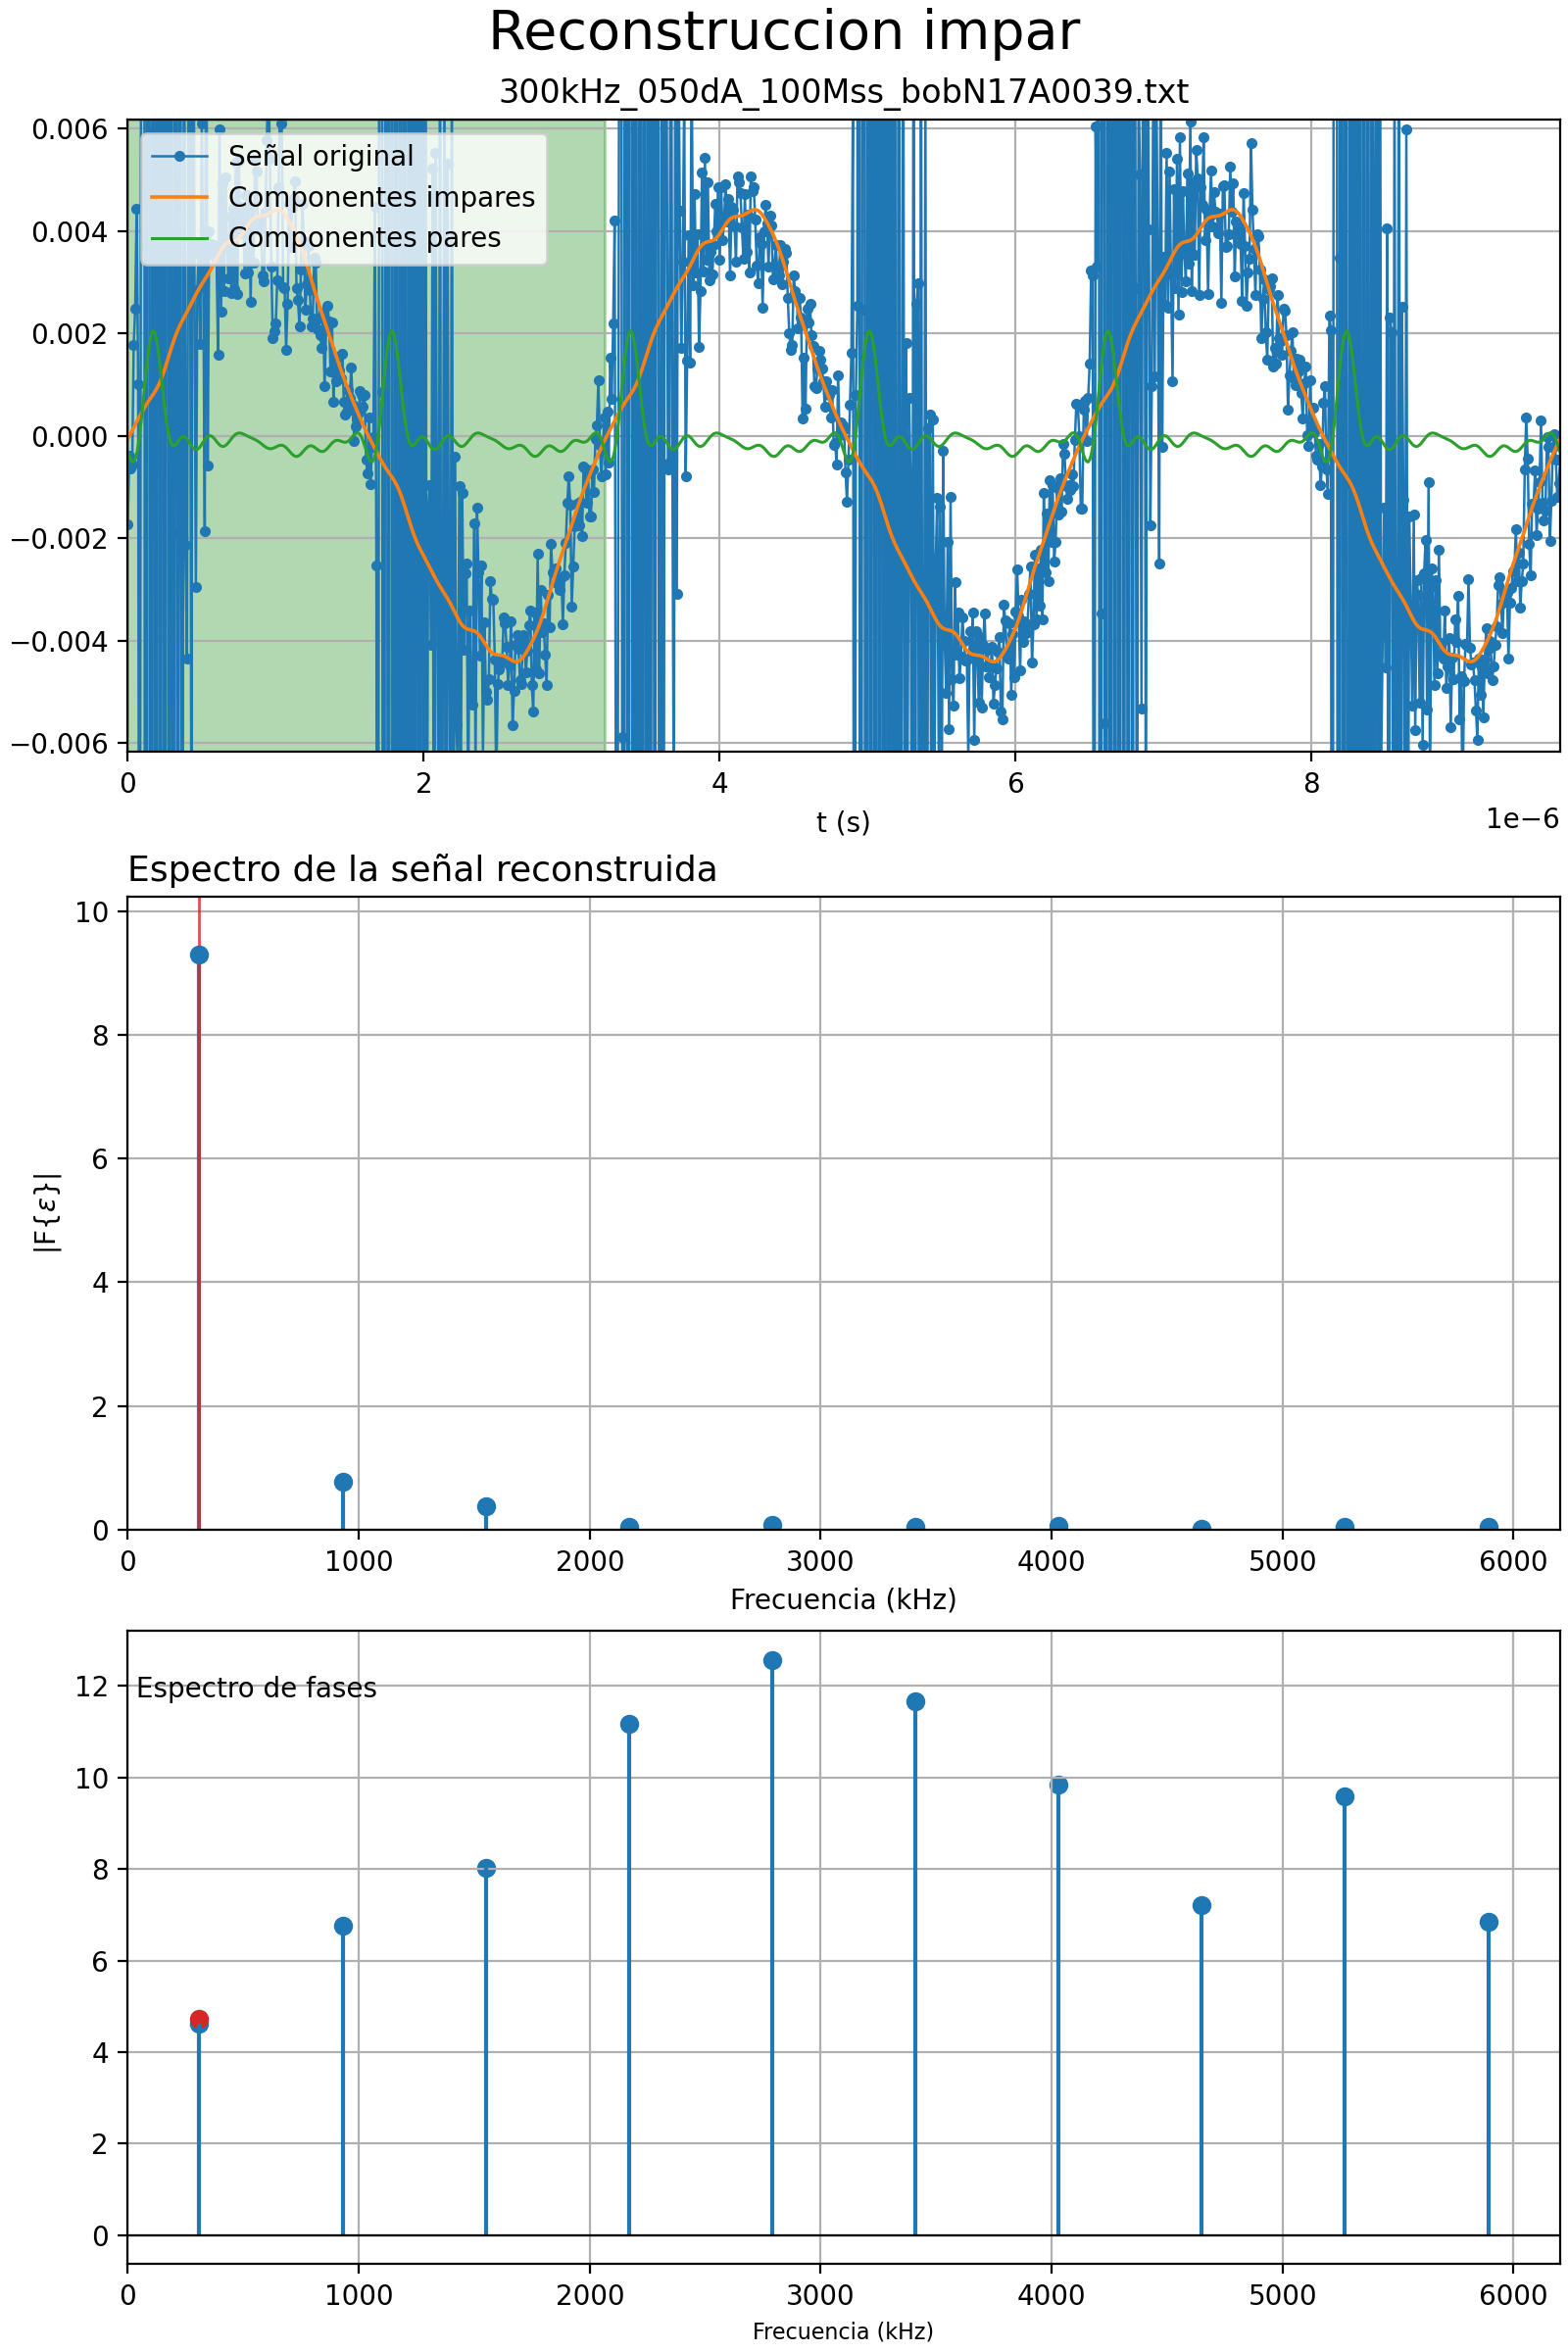 Reconstruccion impar
300kHz_050dA_100Mss_bobN17A0039.txt
0.006
0.004
0.002
0.000
−0.002
−0.004
−0.006
Señal original
Componentes impares
Componentes pares
0 2 4 6 8
1e−6
t (s)
Espectro de la señal reconstruida
10
8
6
4
2
0
|F{ε}|
0 1000 2000 3000 4000 5000 6000
Frecuencia (kHz)
Espectro de fases
12
10
8
6
4
2
0
0 1000 2000 3000 4000 5000 6000
Frecuencia (kHz)